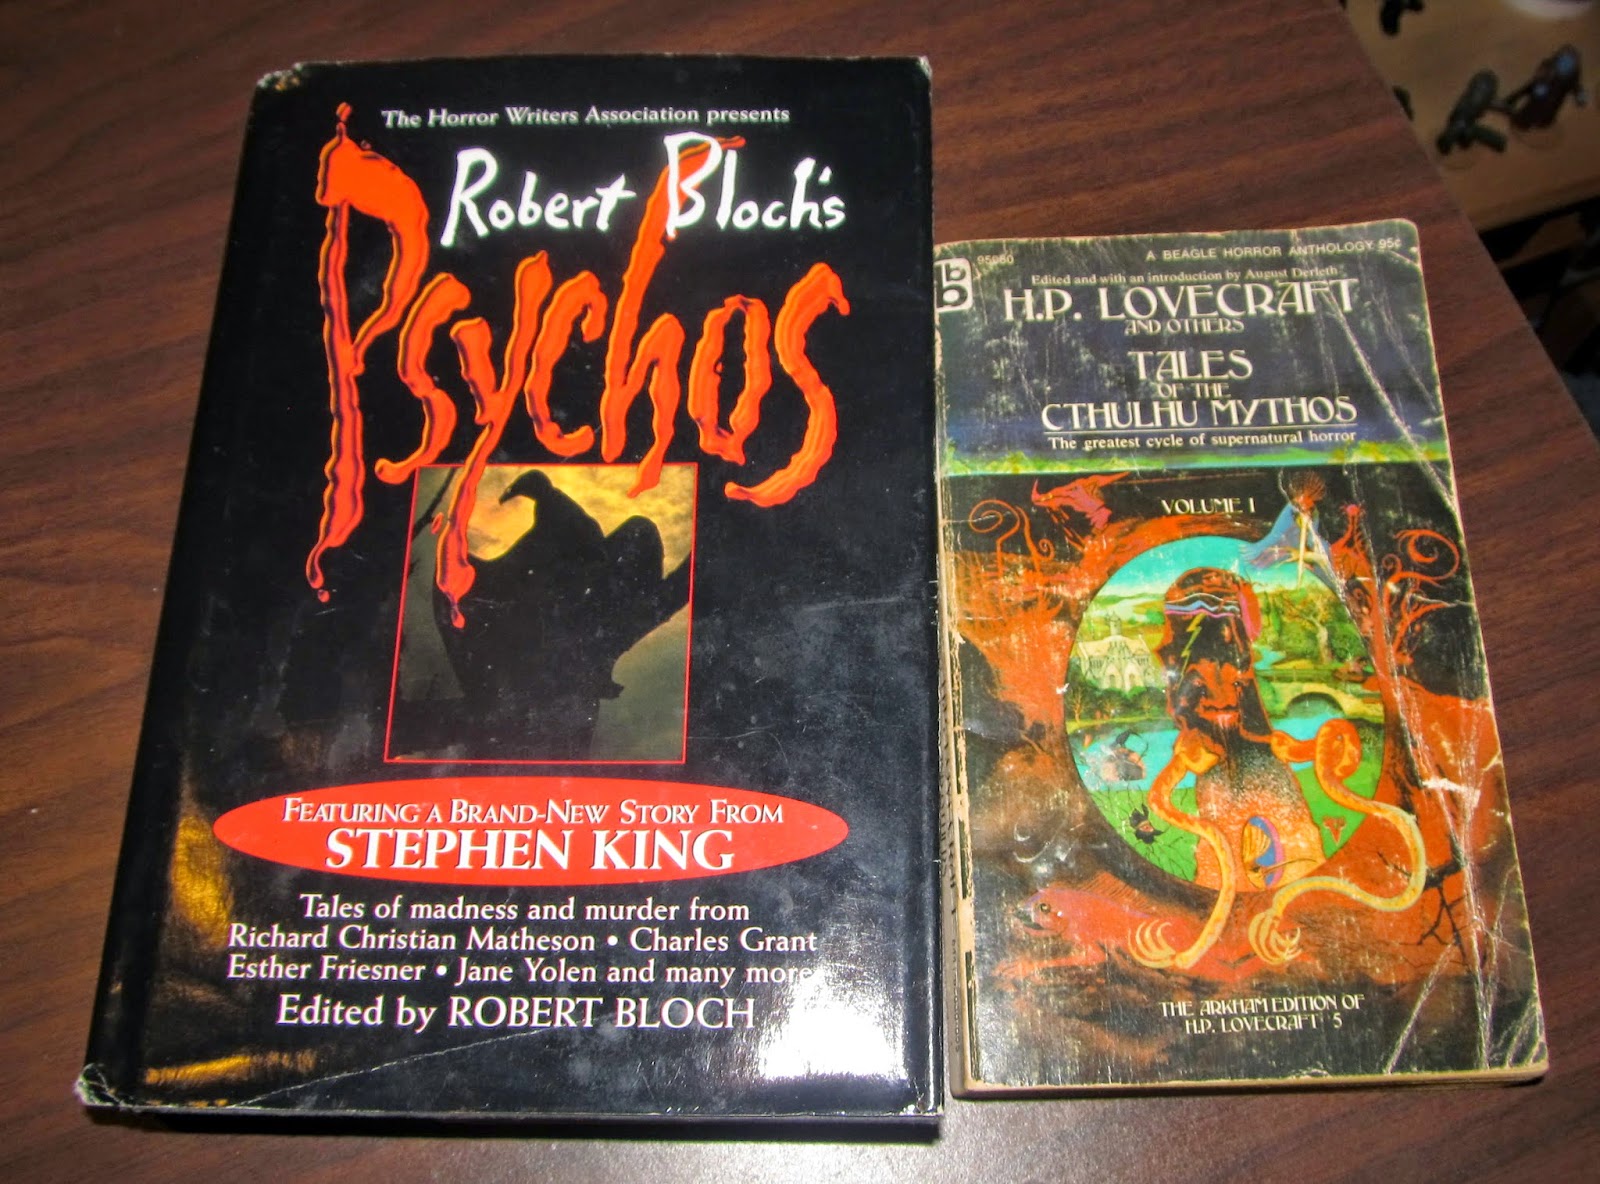 The Horror Writers Association presents
Robert Bloch's
Psychos
FEATURING A BRAND-NEW STORY FROM
STEPHEN KING
Tales of madness and murder from
Richard Christian Matheson • Charles Grant
Esther Friesner • Jane Yolen and many more
Edited by ROBERT BLOCH
bb
95080
A BEAGLE HORROR ANTHOLOGY 95¢
Edited and with an introduction by August Derleth
H.P. LOVECRAFT
AND OTHERS
TALES
OF THE
CTHULHU MYTHOS
The greatest cycle of supernatural horror
VOLUME I
THE ARKHAM EDITION OF
H.P. LOVECRAFT 5